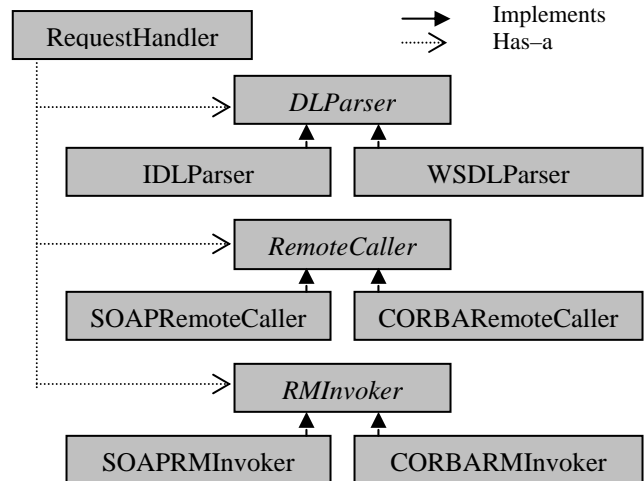 Implements
RequestHandler
Has–a
DLParser
IDLParser
WSDLParser
RemoteCaller
SOAPRemoteCaller
CORBARemoteCaller
RMInvoker
SOAPRMInvoker
CORBARMInvoker